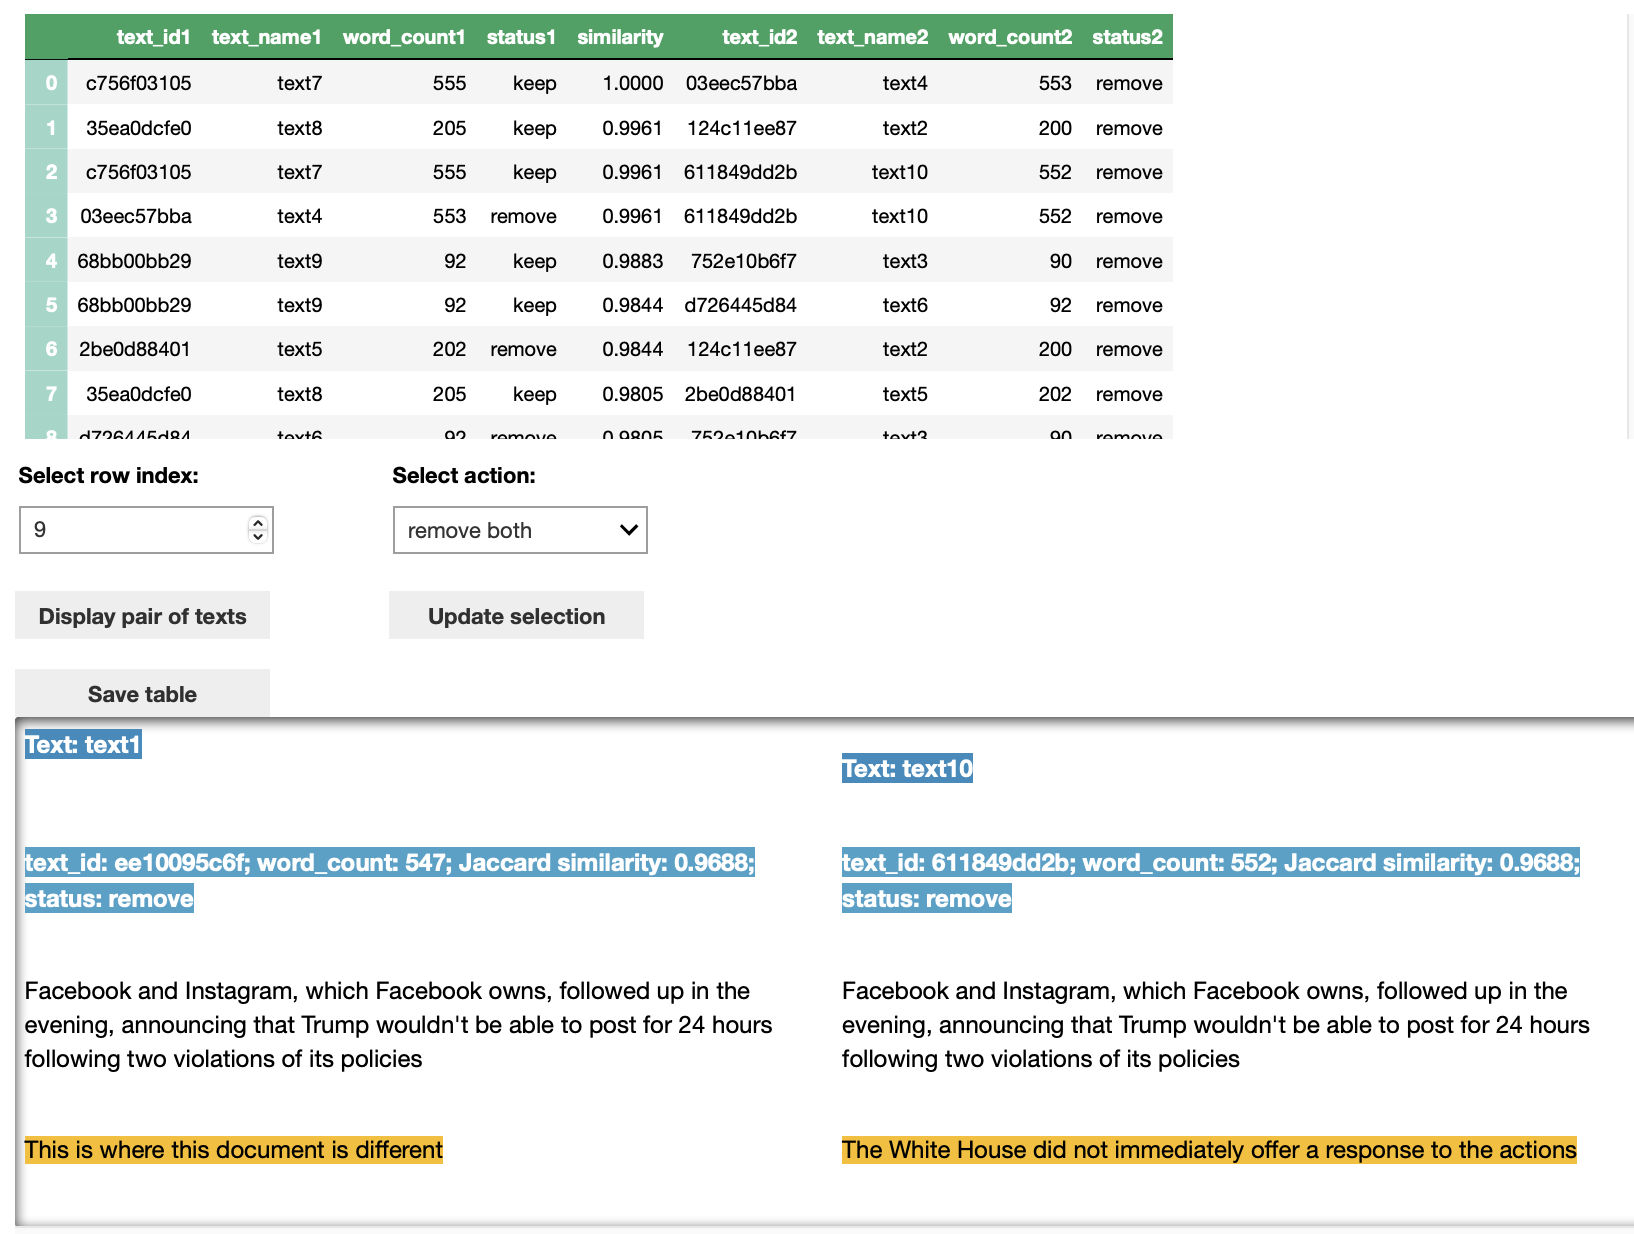 text_id1 text_name1 word_count1 status1 similarity text_id2 text_name2 word_count2 status2
0 c756f03105 text7 555 keep 1.0000 03eec57bba text4 553 remove
1 35ea0dcfe0 text8 205 keep 0.9961 124c11ee87 text2 200 remove
2 c756f03105 text7 555 keep 0.9961 611849dd2b text10 552 remove
3 03eec57bba text4 553 remove 0.9961 611849dd2b text10 552 remove
4 68bb00bb29 text9 92 keep 0.9883 752e10b6f7 text3 90 remove
5 68bb00bb29 text9 92 keep 0.9844 d726445d84 text6 92 remove
6 2be0d88401 text5 202 remove 0.9844 124c11ee87 text2 200 remove
7 35ea0dcfe0 text8 205 keep 0.9805 2be0d88401 text5 202 remove
8 d726445d84 text6 92 remove 0.9805 752e10b6f7 text3 90 remove
Select row index: Select action:
9 remove both
Display pair of texts Update selection
Save table
Text: text1
text_id: ee10095c6f; word_count: 547; Jaccard similarity: 0.9688;
status: remove
Facebook and Instagram, which Facebook owns, followed up in the
evening, announcing that Trump wouldn't be able to post for 24 hours
following two violations of its policies
This is where this document is different
Text: text10
text_id: 611849dd2b; word_count: 552; Jaccard similarity: 0.9688;
status: remove
Facebook and Instagram, which Facebook owns, followed up in the
evening, announcing that Trump wouldn't be able to post for 24 hours
following two violations of its policies
The White House did not immediately offer a response to the actions